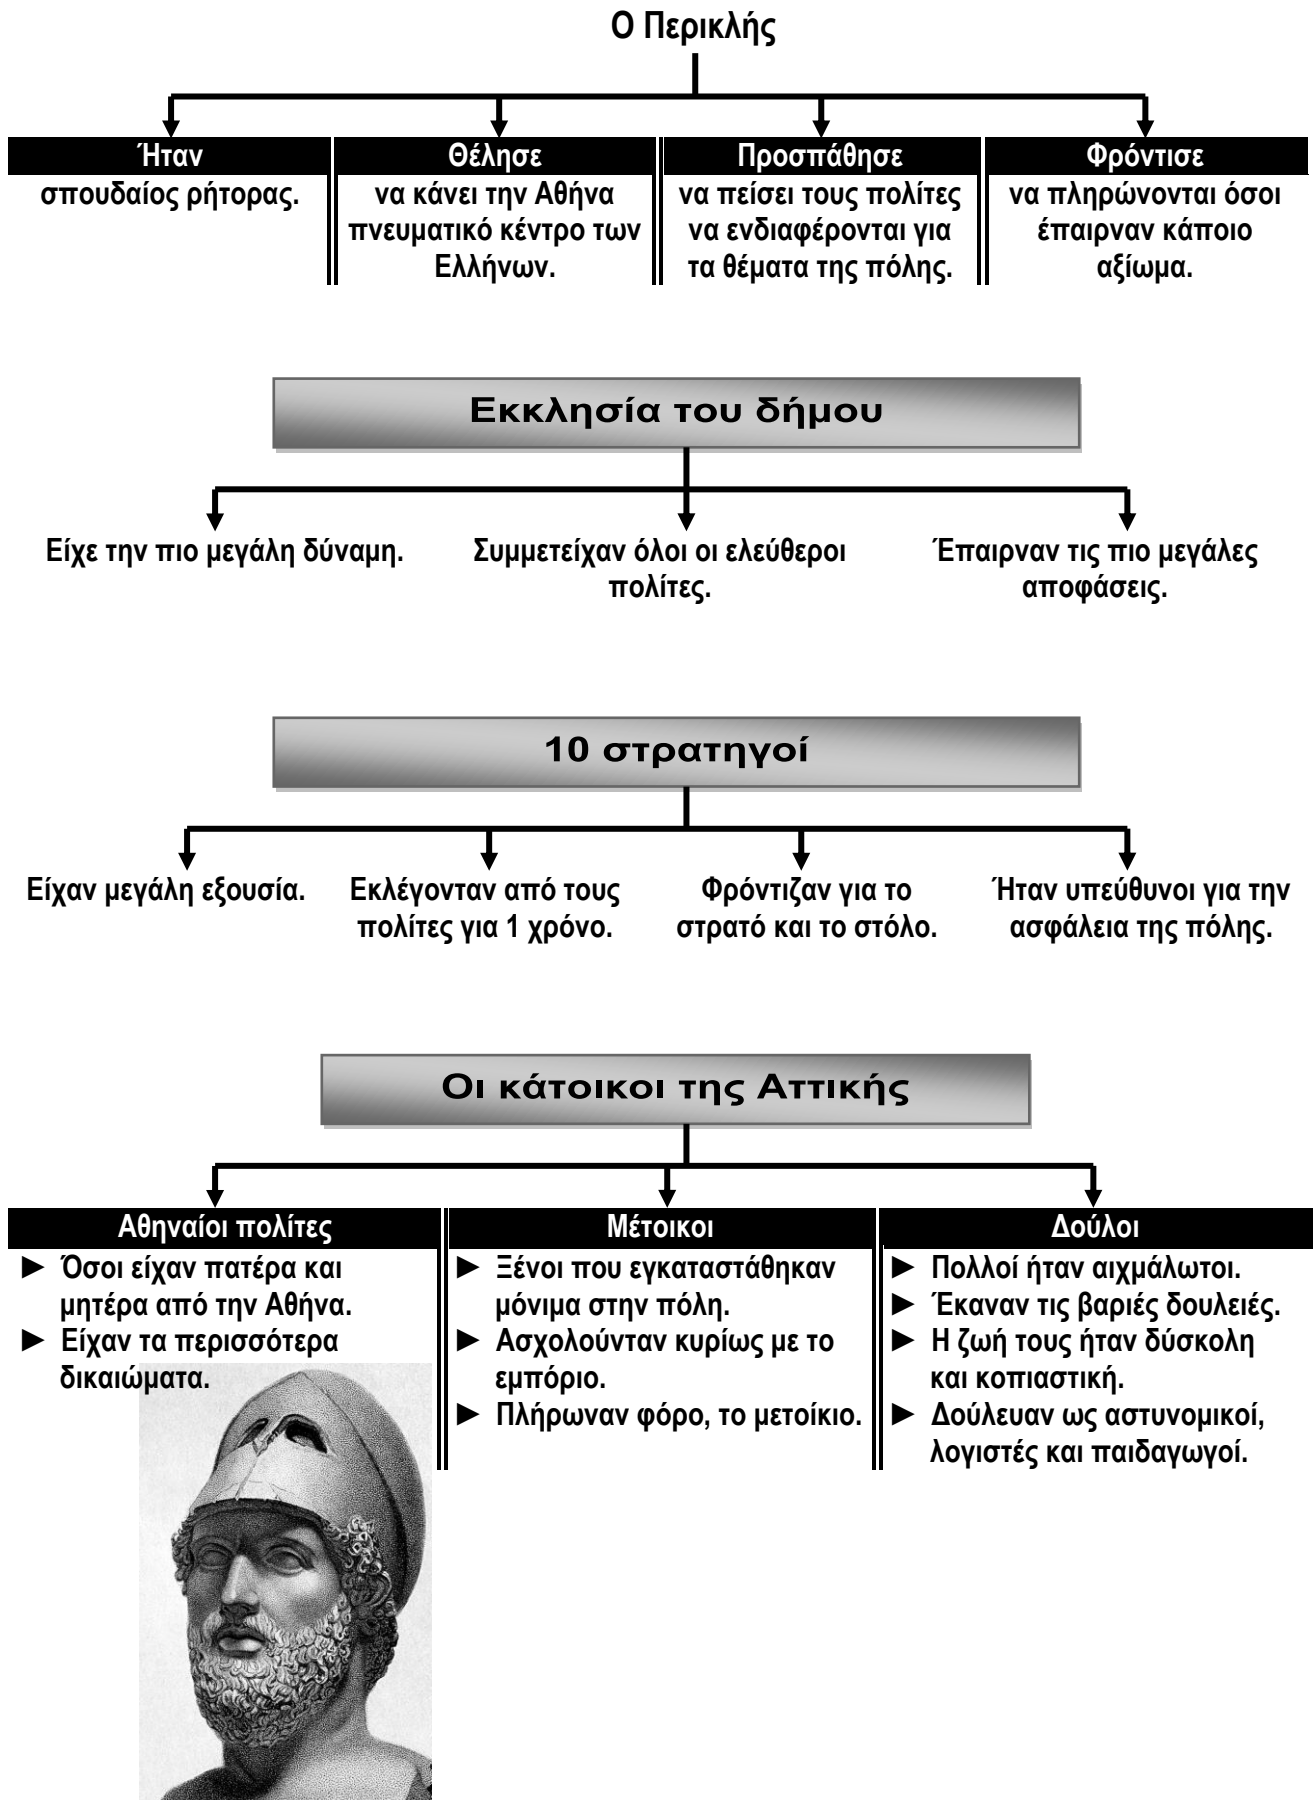 Ο Περικλής
Ήταν
σπουδαίος ρήτορας.
Θέλησε
να κάνει την Αθήνα
πνευματικό κέντρο των
Ελλήνων.
Προσπάθησε
να πείσει τους πολίτες
να ενδιαφέρονται για
τα θέματα της πόλης.
Φρόντισε
να πληρώνονται όσοι
έπαιρναν κάποιο
αξίωμα.
Εκκλησία του δήμου
Είχε την πιο μεγάλη δύναμη.
Συμμετείχαν όλοι οι ελεύθεροι
πολίτες.
Έπαιρναν τις πιο μεγάλες
αποφάσεις.
10 στρατηγοί
Είχαν μεγάλη εξουσία.
Εκλέγονταν από τους
πολίτες για 1 χρόνο.
Φρόντιζαν για το
στρατό και το στόλο.
Ήταν υπεύθυνοι για την
ασφάλεια της πόλης.
Οι κάτοικοι της Αττικής
Αθηναίοι πολίτες
► Όσοι είχαν πατέρα και
μητέρα από την Αθήνα.
► Είχαν τα περισσότερα
δικαιώματα.
Μέτοικοι
► Ξένοι που εγκαταστάθηκαν
μόνιμα στην πόλη.
► Ασχολούνταν κυρίως με το
εμπόριο.
► Πλήρωναν φόρο, το μετοίκιο.
Δούλοι
► Πολλοί ήταν αιχμάλωτοι.
► Έκαναν τις βαριές δουλειές.
► Η ζωή τους ήταν δύσκολη
και κοπιαστική.
► Δούλευαν ως αστυνομικοί,
λογιστές και παιδαγωγοί.